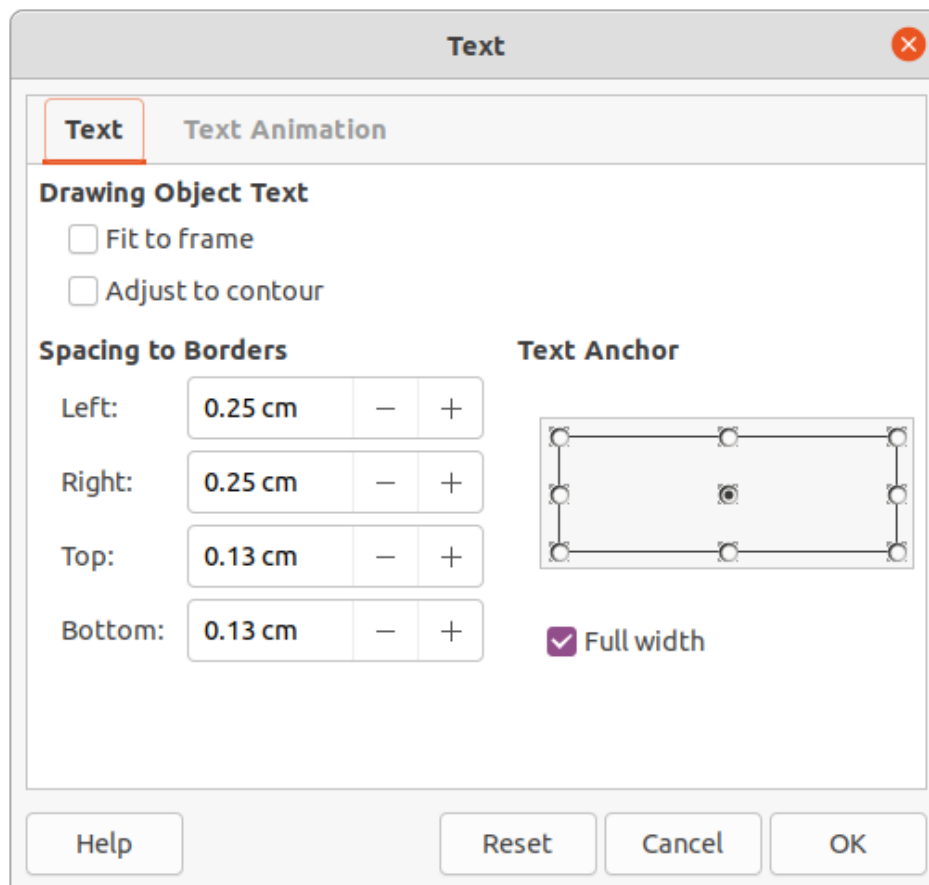 Text
Text Text Animation
Drawing Object Text
Fit to frame
Adjust to contour
Spacing to Borders Text Anchor
Left: 0.25 cm − +
Right: 0.25 cm − +
Top: 0.13 cm − +
Bottom: 0.13 cm − +
Full width
Help Reset Cancel OK